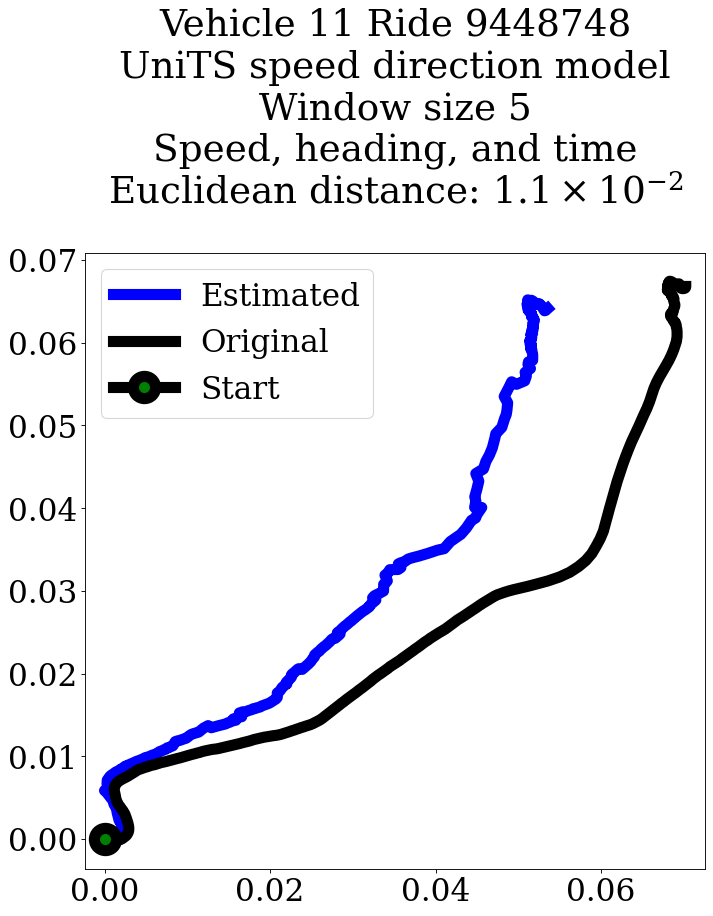 Vehicle 11 Ride 9448748
UniTS speed direction model
Window size 5
Speed, heading, and time
Euclidean distance: 1.1 × 10⁻²
0.07
0.06
0.05
0.04
0.03
0.02
0.01
0.00
Estimated
Original
Start
0.00 0.02 0.04 0.06